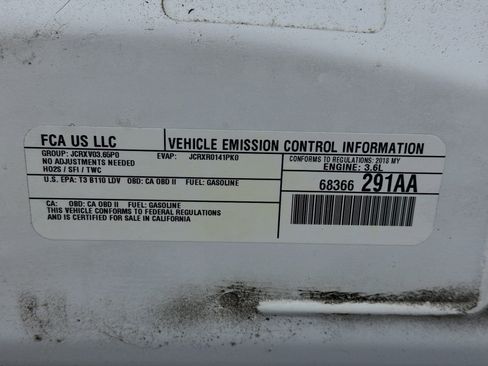 FCA US LLC
VEHICLE EMISSION CONTROL INFORMATION
GROUP: JCRXV03.65P0 EVAP: JCRXR0141PK0
NO ADJUSTMENTS NEEDED
HO2S / SFI / TWC
CONFORMS TO REGULATIONS: 2018 MY
ENGINE: 3.6L
U.S. EPA: T3 B110 LDV OBD: CA OBD II FUEL: GASOLINE
68366 291AA
CA: OBD: CA OBD II FUEL: GASOLINE
THIS VEHICLE CONFORMS TO FEDERAL REGULATIONS
AND IS CERTIFIED FOR SALE IN CALIFORNIA